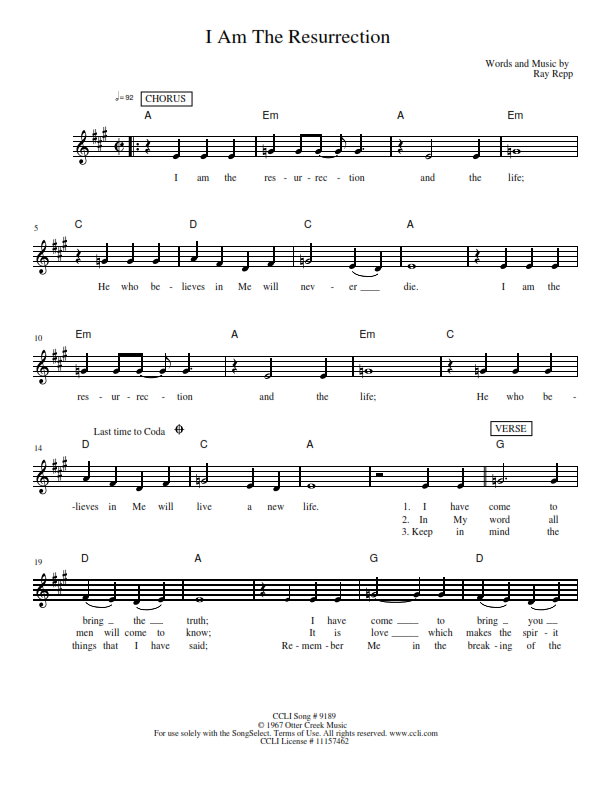 I Am The Resurrection
Words and Music by
Ray Repp
=92 CHORUS
A Em A Em
I am the res - ur - rec - tion and the life;
5 C D C A
He who be - lieves in Me will nev - er ____ die. I am the
10 Em A Em C
res - ur - rec - tion and the life; He who be -
Last time to Coda VERSE
14 D C A G
-lieves in Me will live a new life. 1. I have come to
2. In My word all
3. Keep in mind the
19 D A G D
bring _ the __ truth; I have come ____ to bring _ you __
men will come to know; It is love _____ which makes the spir - it
things that I have said; Re - mem - ber Me in the break - ing of the
CCLI Song # 9189
© 1967 Otter Creek Music
For use solely with the SongSelect. Terms of Use. All rights reserved. www.ccli.com
CCLI License # 11157462